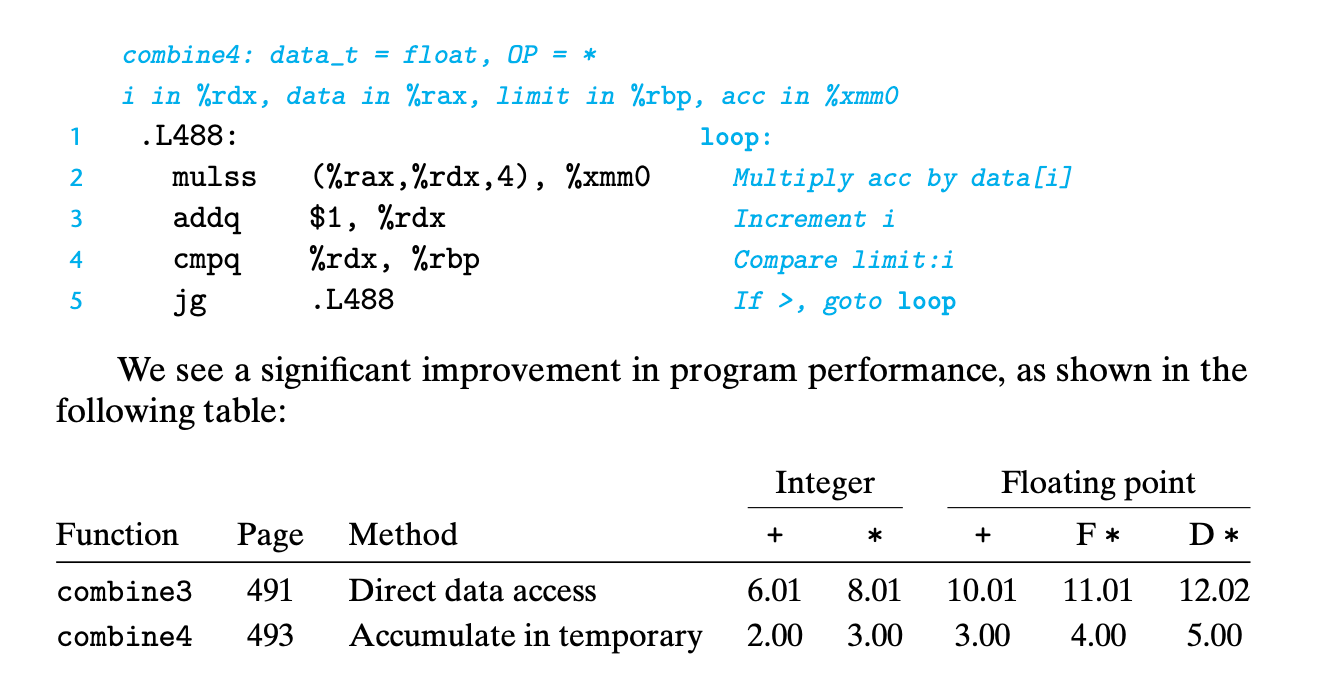 combine4: data_t = float, OP = *
i in %rdx, data in %rax, limit in %rbp, acc in %xmm0
1 .L488: loop:
2 mulss (%rax,%rdx,4), %xmm0 Multiply acc by data[i]
3 addq $1, %rdx Increment i
4 cmpq %rdx, %rbp Compare limit:i
5 jg .L488 If >, goto loop
We see a significant improvement in program performance, as shown in the
following table:
Integer Floating point
Function Page Method + * + F * D *
combine3 491 Direct data access 6.01 8.01 10.01 11.01 12.02
combine4 493 Accumulate in temporary 2.00 3.00 3.00 4.00 5.00